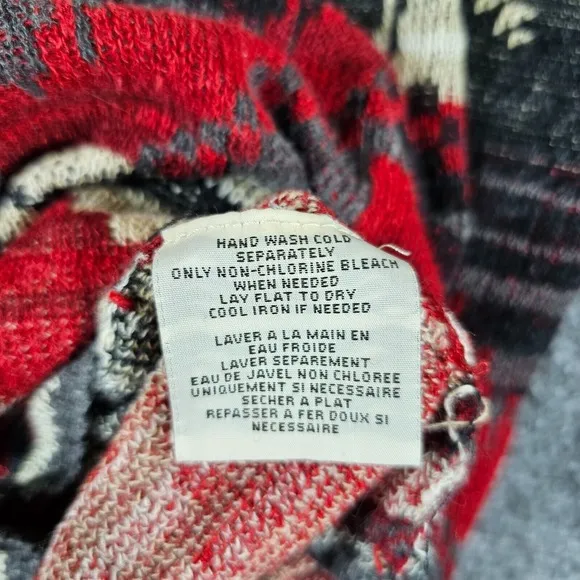 HAND WASH COLD
SEPARATELY
ONLY NON-CHLORINE BLEACH
WHEN NEEDED
LAY FLAT TO DRY
COOL IRON IF NEEDED
LAVER A LA MAIN EN
EAU FROIDE
LAVER SEPAREMENT
EAU DE JAVEL NON CHLOREE
UNIQUEMENT SI NECESSAIRE
SECHER A PLAT
REPASSER A FER DOUX SI
NECESSAIRE